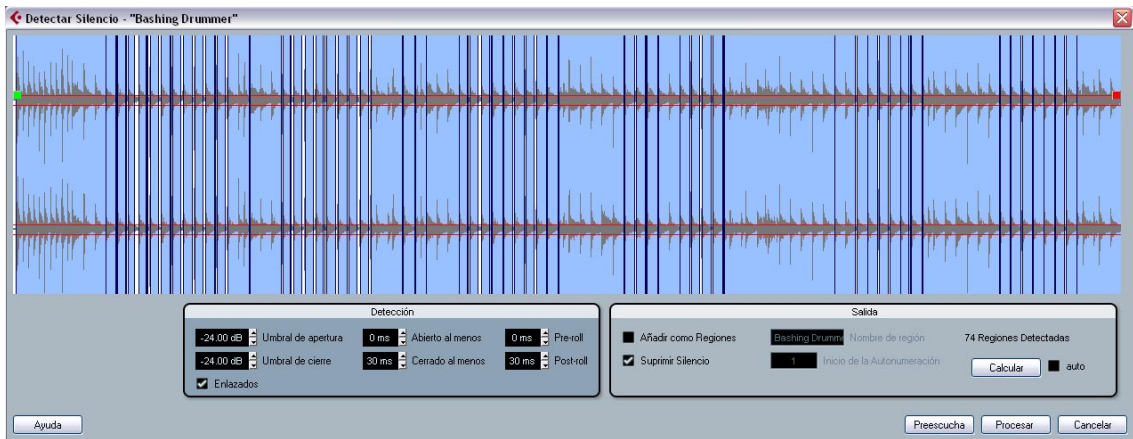 Detectar Silencio - "Bashing Drummer"
Detección
-24.00 dB Umbral de apertura 0 ms Abierto al menos 0 ms Pre-roll
-24.00 dB Umbral de cierre 30 ms Cerrado al menos 30 ms Post-roll
Enlazados
Salida
Añadir como Regiones Bashing Drumm Nombre de región 74 Regiones Detectadas
Suprimir Silencio 1 Inicio de la Autonumeración Calcular auto
Ayuda Preescucha Procesar Cancelar